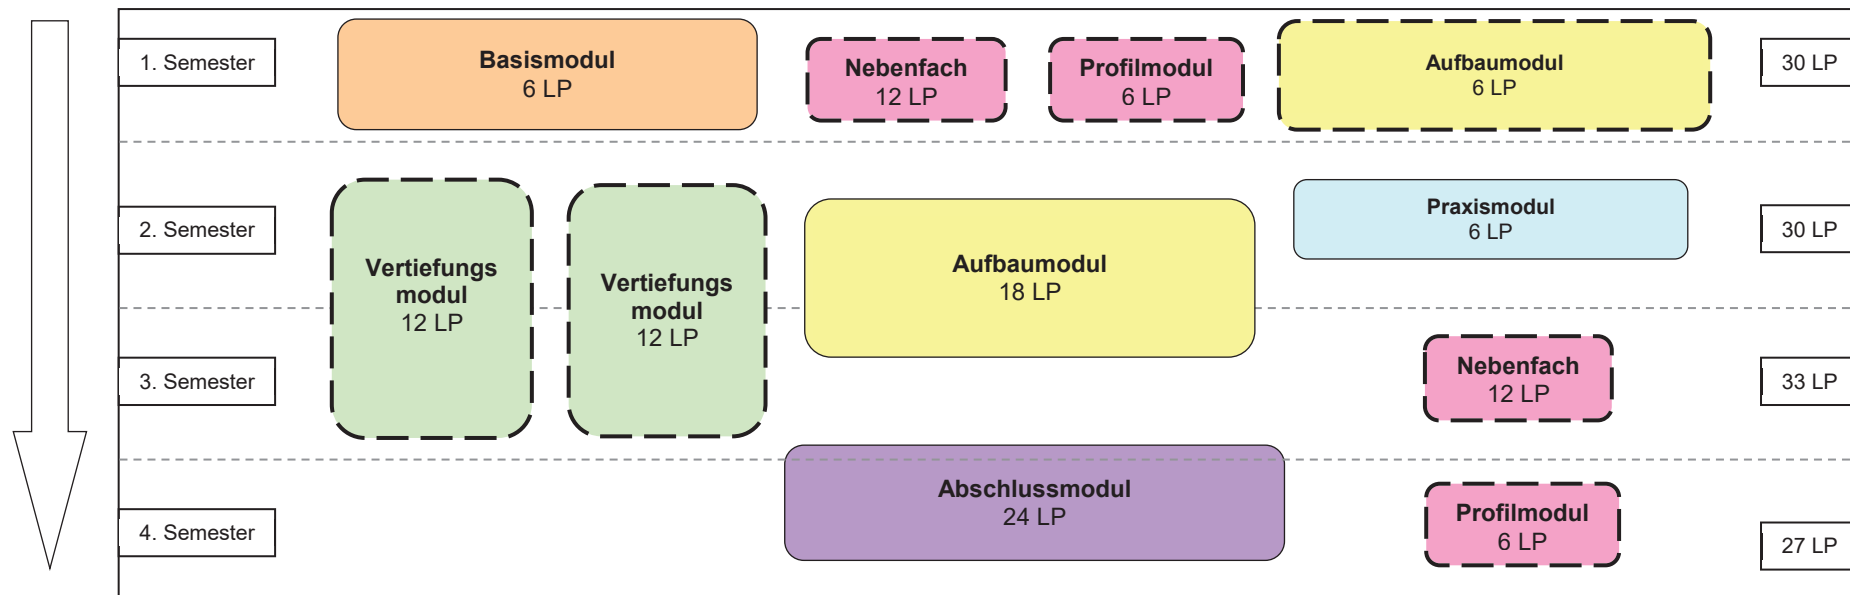 1. Semester
Basismodul
6 LP
Nebenfach
12 LP
Profilmodul
6 LP
Aufbaumodul
6 LP
30 LP
2. Semester
Vertiefungs
modul
12 LP
Vertiefungs
modul
12 LP
Aufbaumodul
18 LP
Praxismodul
6 LP
30 LP
3. Semester
Nebenfach
12 LP
33 LP
4. Semester
Abschlussmodul
24 LP
Profilmodul
6 LP
27 LP